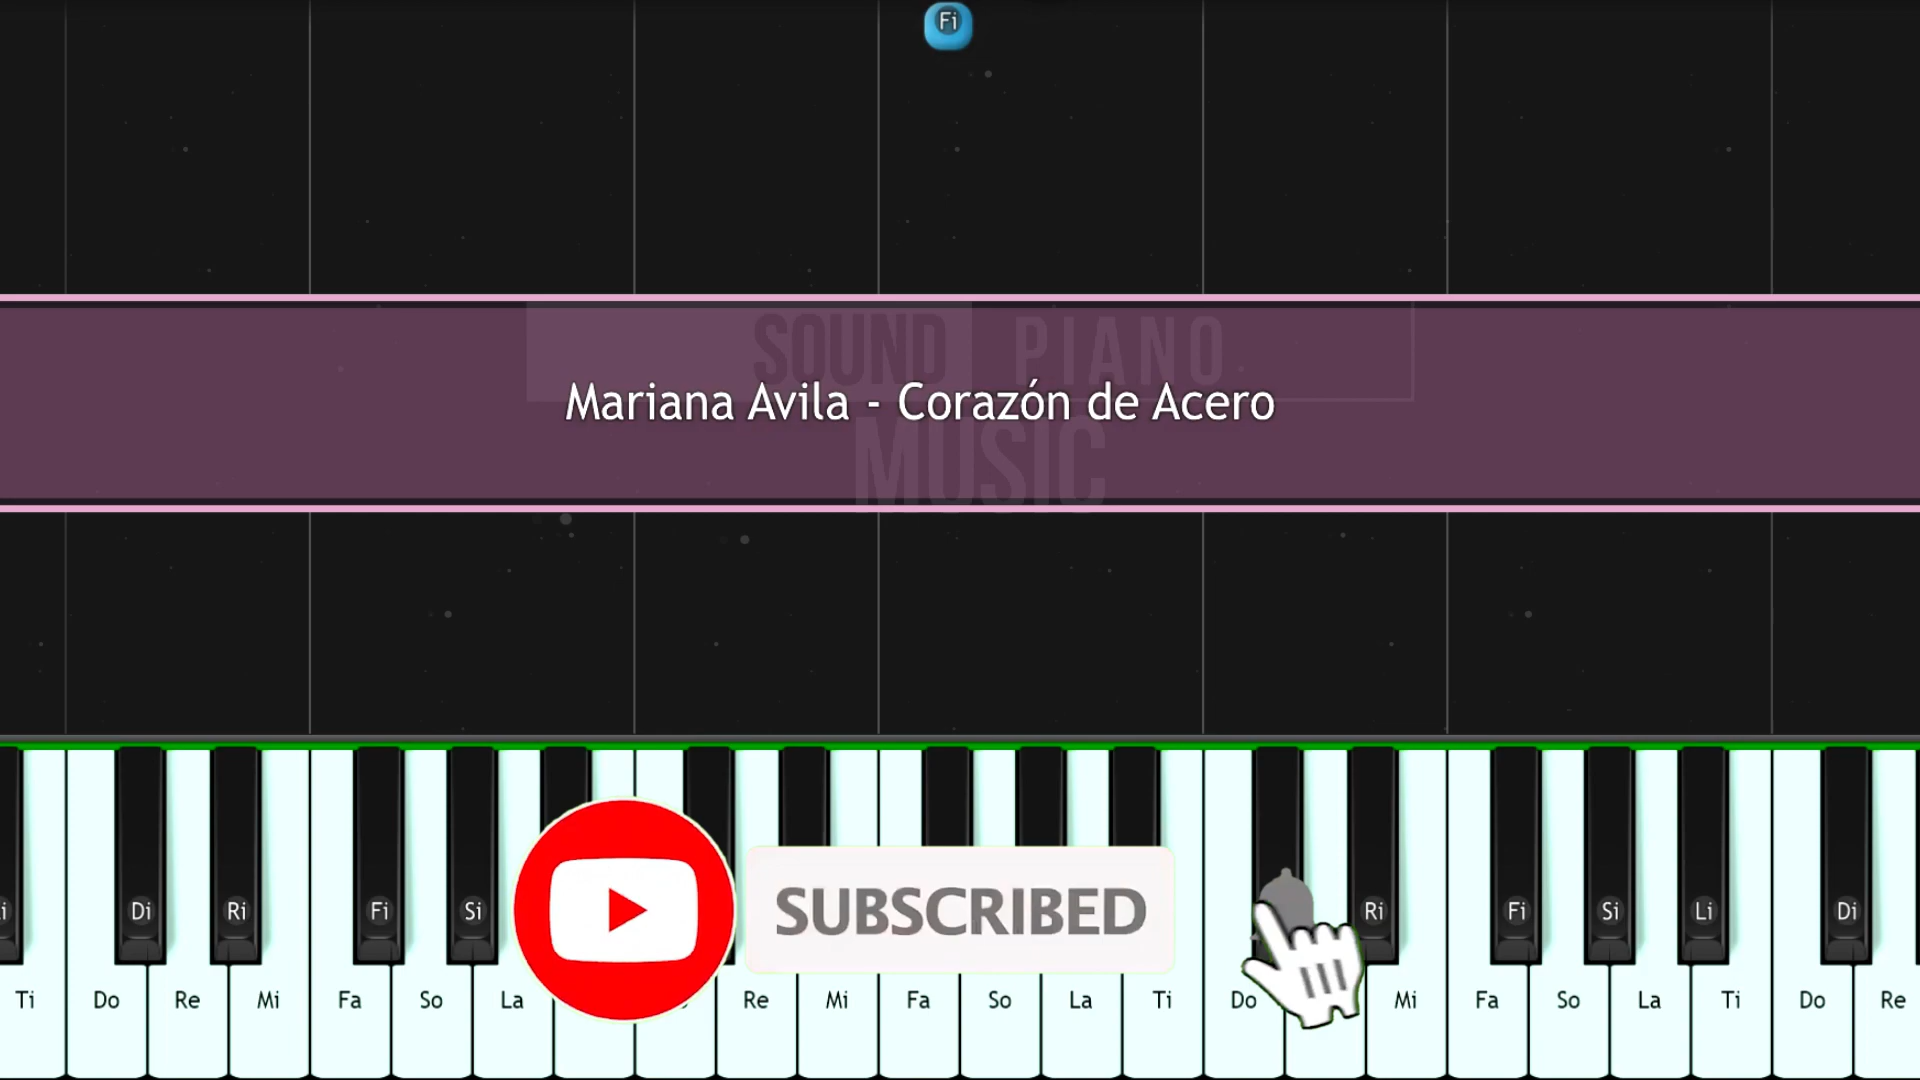 Fi
SOUND PIANO
Mariana Avila - Corazón de Acero
MUSIC
Di Ri Fi Si Ri Fi Si Li Di
SUBSCRIBED
Ti Do Re Mi Fa So La Re Mi Fa So La Ti Do Mi Fa So La Ti Do Re